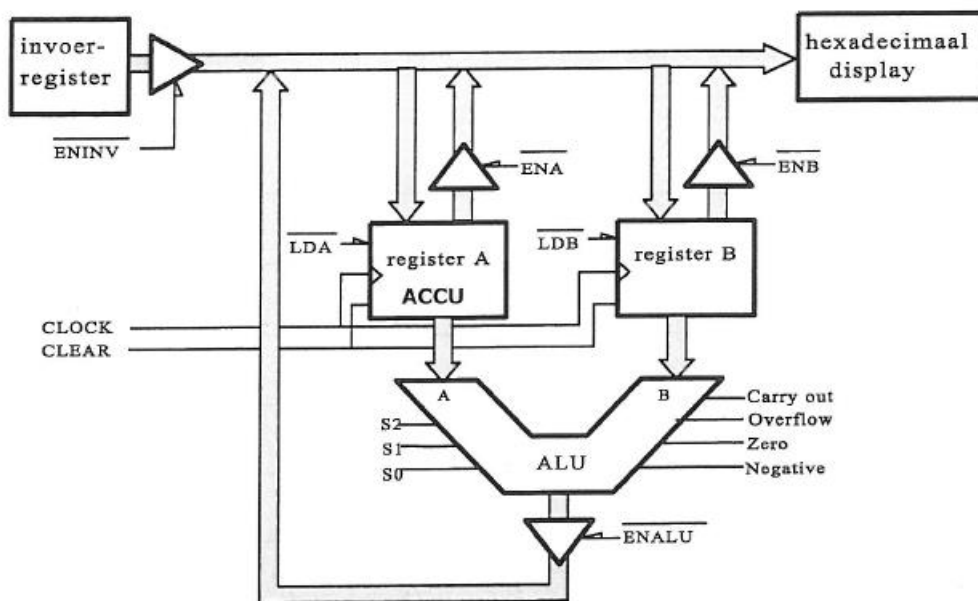 invoer-
register
hexadecimaal
display
ENINV
ENA
ENB
LDA
LDB
register A
ACCU
register B
CLOCK
CLEAR
A
B
S2
S1
S0
ALU
Carry out
Overflow
Zero
Negative
ENALU